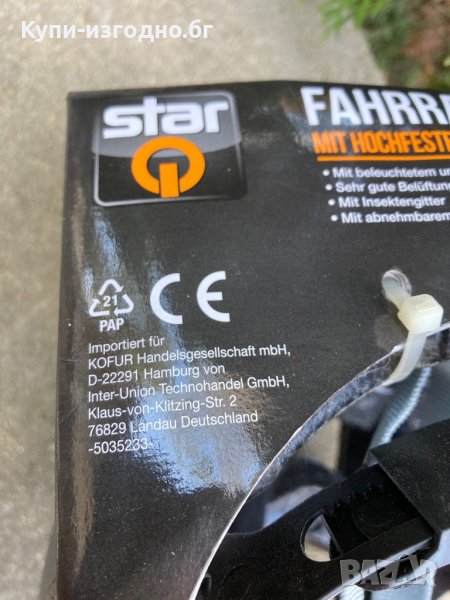 Купи-изгодно.бг
star
Q
FAHRR
MIT HOCHFESTE
• Mit beleuchtetem
• Sehr gute Belüftun
• Mit Insektengitter
• Mit abnehmbarem
21
PAP
CE
Importiert für
KOFUR Handelsgesellschaft mbH,
D-22291 Hamburg von
Inter-Union Technohandel GmbH,
Klaus-von-Klitzing-Str. 2
76829 Landau Deutschland
-5035233-
BAZAR